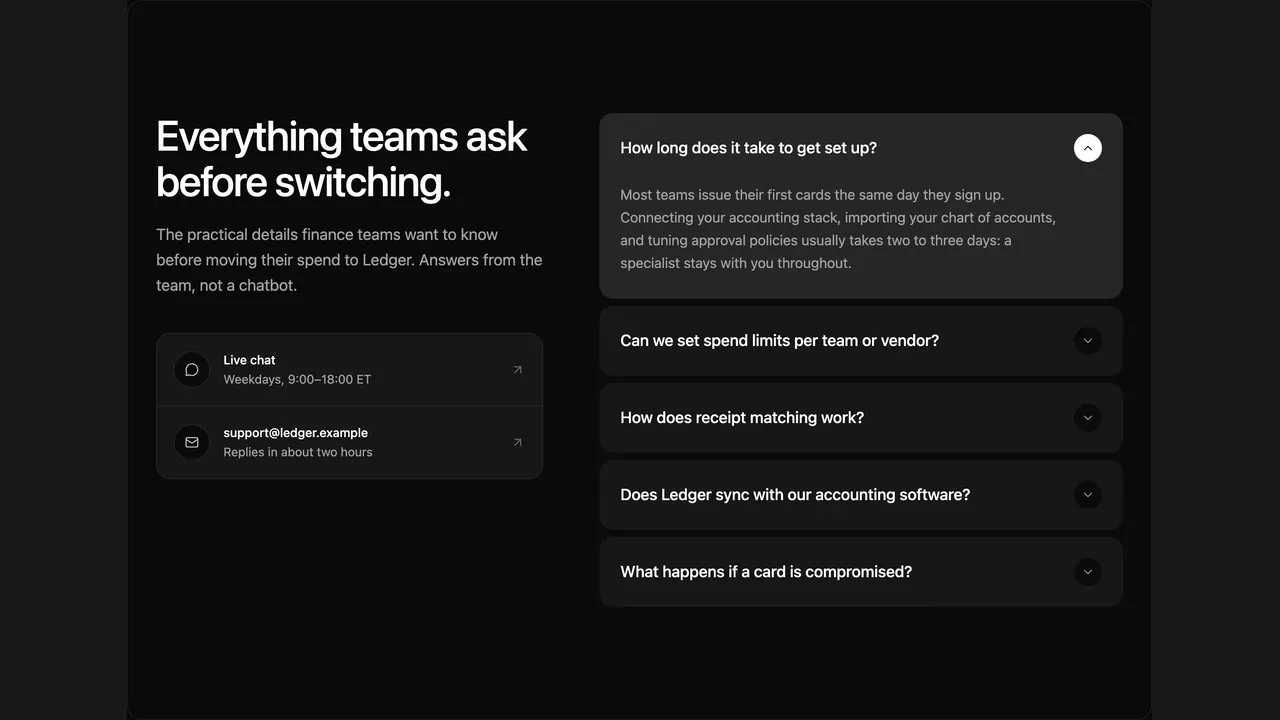 Everything teams ask
before switching.
The practical details finance teams want to know
before moving their spend to Ledger. Answers from the
team, not a chatbot.
Live chat
Weekdays, 9:00–18:00 ET
support@ledger.example
Replies in about two hours
How long does it take to get set up?
Most teams issue their first cards the same day they sign up.
Connecting your accounting stack, importing your chart of accounts,
and tuning approval policies usually takes two to three days: a
specialist stays with you throughout.
Can we set spend limits per team or vendor?
How does receipt matching work?
Does Ledger sync with our accounting software?
What happens if a card is compromised?